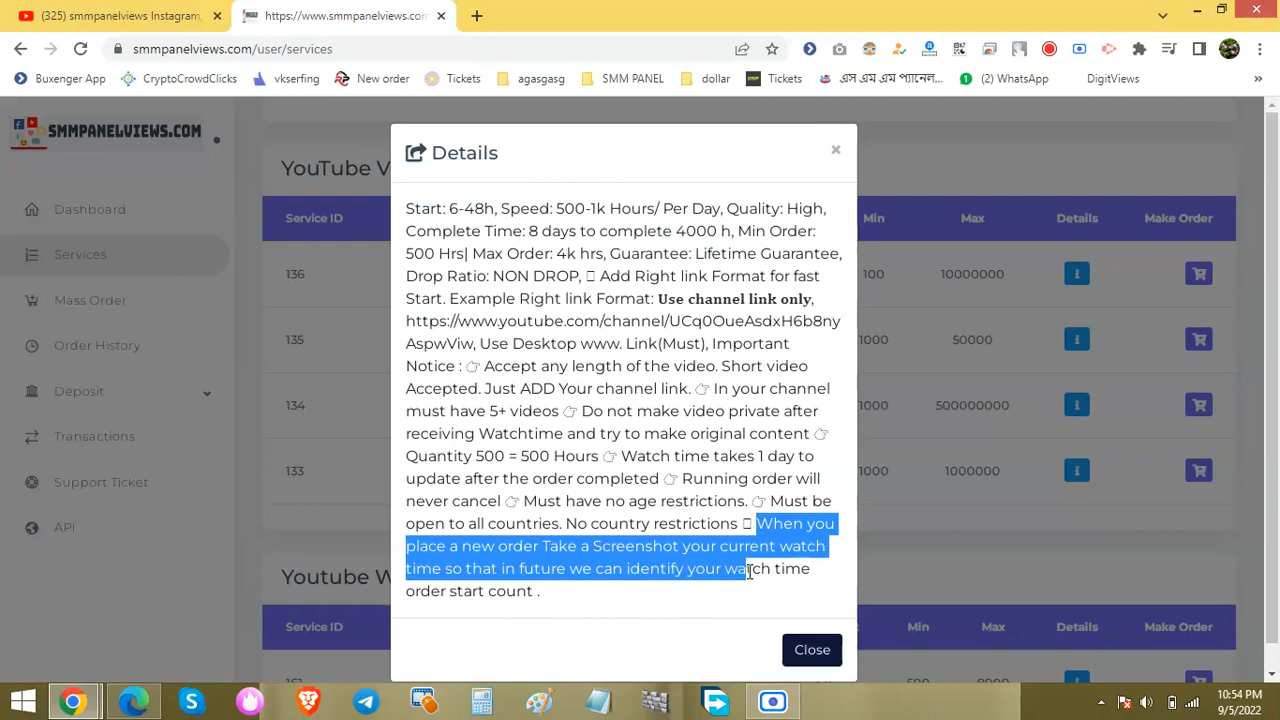 (325) smmpanelviews Instagram
https://www.smmpanelviews.com
smmpanelviews.com/user/services
Buxenger App
CryptoCrowdClicks
vkserfing
New order
Tickets
agasgasg
SMM PANEL
dollar
Tickets
এস এম এম প্যানেল...
(2) WhatsApp
DigitViews
SMMPANELVIEWS.COM
Dashboard
Services
Mass Order
Order History
Deposit
Transactions
Support Ticket
API
YouTube V
Service ID
Min
Max
Details
Make Order
136
100
10000000
135
1000
50000
134
1000
500000000
133
1000
1000000
Youtube W
Service ID
Min
Max
Details
Make Order
Details
×
Start: 6-48h, Speed: 500-1k Hours/ Per Day, Quality: High,
Complete Time: 8 days to complete 4000 h, Min Order:
500 Hrs| Max Order: 4k hrs, Guarantee: Lifetime Guarantee,
Drop Ratio: NON DROP, Add Right link Format for fast
Start. Example Right link Format: Use channel link only,
https://www.youtube.com/channel/UCq0OueAsdxH6b8ny
AspwViw, Use Desktop www. Link(Must), Important
Notice : 👉 Accept any length of the video. Short video
Accepted. Just ADD Your channel link. 👉 In your channel
must have 5+ videos 👉 Do not make video private after
receiving Watchtime and try to make original content 👉
Quantity 500 = 500 Hours 👉 Watch time takes 1 day to
update after the order completed 👉 Running order will
never cancel 👉 Must have no age restrictions. 👉 Must be
open to all countries. No country restrictions When you
place a new order Take a Screenshot your current watch
time so that in future we can identify your watch time
order start count .
Close
10:54 PM
9/5/2022